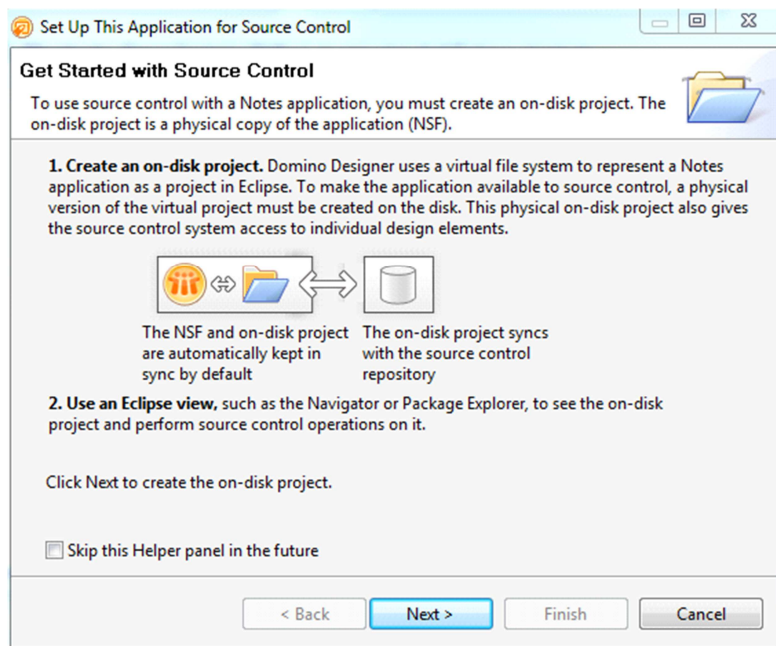 Set Up This Application for Source Control
Get Started with Source Control
To use source control with a Notes application, you must create an on-disk project. The
on-disk project is a physical copy of the application (NSF).
1. Create an on-disk project. Domino Designer uses a virtual file system to represent a Notes
application as a project in Eclipse. To make the application available to source control, a physical
version of the virtual project must be created on the disk. This physical on-disk project also gives
the source control system access to individual design elements.
The NSF and on-disk project
are automatically kept in
sync by default
The on-disk project syncs
with the source control
repository
2. Use an Eclipse view, such as the Navigator or Package Explorer, to see the on-disk
project and perform source control operations on it.
Click Next to create the on-disk project.
Skip this Helper panel in the future
< Back
Next >
Finish
Cancel